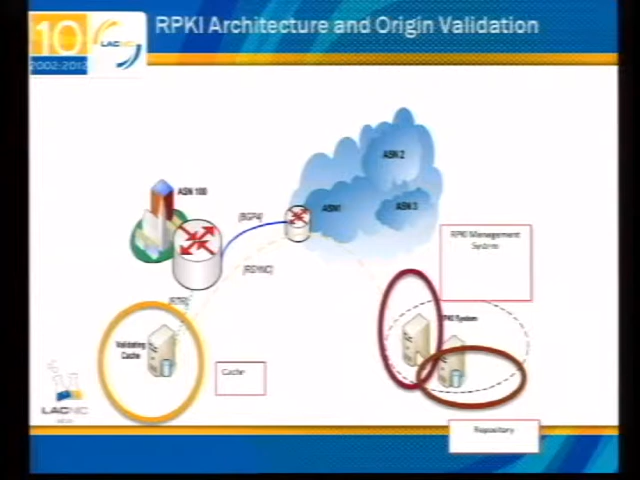 RPKI Architecture and Origin Validation
10
LACNIC
2002-2012
ASN 2
ASN 100
ASN1
ASN 3
(BGP4)
RPKI Management
System
(RSYNC)
(RTR)
RPKI System
Validating
Cache
Cache
LACNIC
Repository